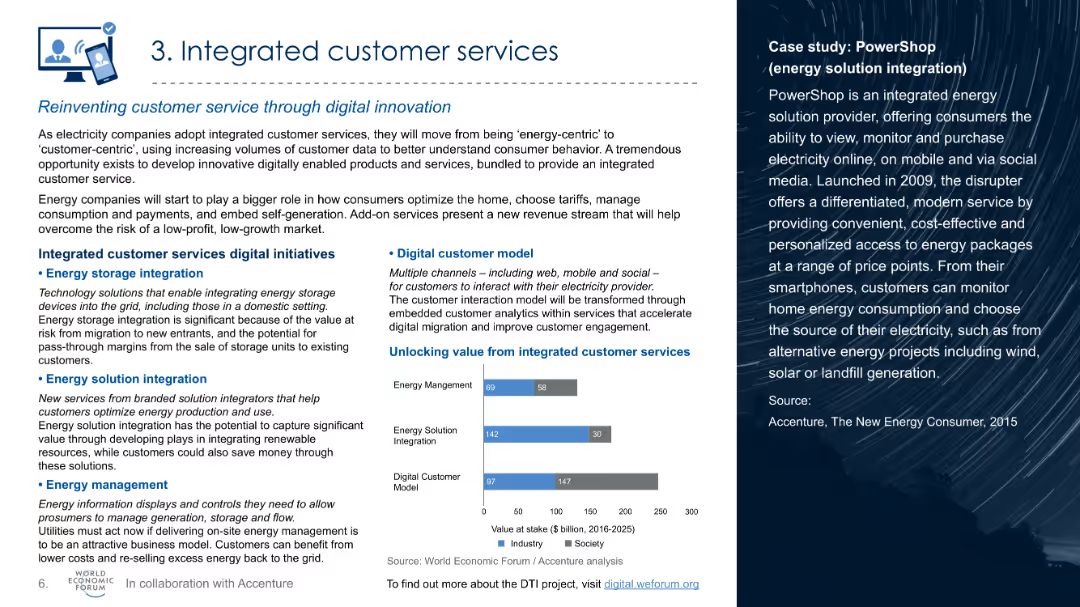 3. Integrated customer services
Reinventing customer service through digital innovation
As electricity companies adopt integrated customer services, they will move from being ‘energy-centric’ to
‘customer-centric’, using increasing volumes of customer data to better understand consumer behavior. A tremendous
opportunity exists to develop innovative digitally enabled products and services, bundled to provide an integrated
customer service.
Energy companies will start to play a bigger role in how consumers optimize the home, choose tariffs, manage
consumption and payments, and embed self-generation. Add-on services present a new revenue stream that will help
overcome the risk of a low-profit, low-growth market.
Integrated customer services digital initiatives
• Energy storage integration
Technology solutions that enable integrating energy storage
devices into the grid, including those in a domestic setting.
Energy storage integration is significant because of the value at
risk from migration to new entrants, and the potential for
pass-through margins from the sale of storage units to existing
customers.
• Energy solution integration
New services from branded solution integrators that help
customers optimize energy production and use.
Energy solution integration has the potential to capture significant
value through developing plays in integrating renewable
resources, while customers could also save money through
these solutions.
• Energy management
Energy information displays and controls they need to allow
prosumers to manage generation, storage and flow.
Utilities must act now if delivering on-site energy management is
to be an attractive business model. Customers can benefit from
lower costs and re-selling excess energy back to the grid.
• Digital customer model
Multiple channels – including web, mobile and social –
for customers to interact with their electricity provider.
The customer interaction model will be transformed through
embedded customer analytics within services that accelerate
digital migration and improve customer engagement.
Unlocking value from integrated customer services
Energy Mangement
69 58
Energy Solution
Integration
142 30
Digital Customer
Model
97 147
0 50 100 150 200 250 300
Value at stake ($ billion, 2016-2025)
Industry Society
Source: World Economic Forum / Accenture analysis
To find out more about the DTI project, visit digital.weforum.org
6.
WORLD
ECONOMIC
FORUM
In collaboration with Accenture
Case study: PowerShop
(energy solution integration)
PowerShop is an integrated energy
solution provider, offering consumers the
ability to view, monitor and purchase
electricity online, on mobile and via social
media. Launched in 2009, the disrupter
offers a differentiated, modern service by
providing convenient, cost-effective and
personalized access to energy packages
at a range of price points. From their
smartphones, customers can monitor
home energy consumption and choose
the source of their electricity, such as from
alternative energy projects including wind,
solar or landfill generation.
Source:
Accenture, The New Energy Consumer, 2015